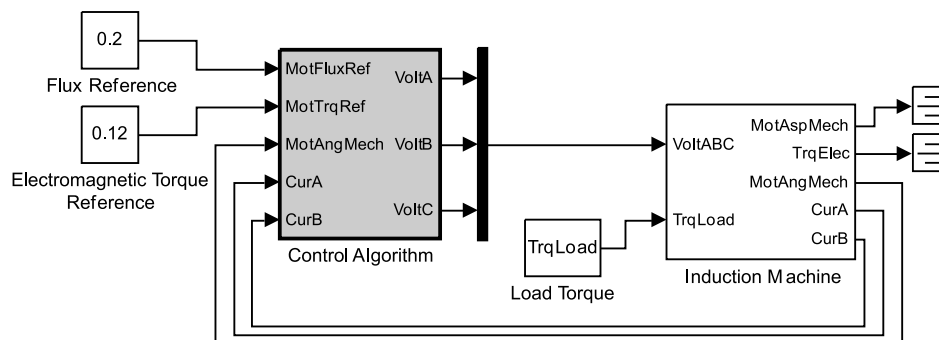 0.2
Flux Reference
0.12
Electromagnetic Torque
Reference
MotFluxRef
MotTrqRef
MotAngMech
CurA
CurB
VoltA
VoltB
VoltC
Control Algorithm
TrqLoad
Load Torque
VoltABC
TrqLoad
MotAspMech
TrqElec
MotAngMech
CurA
CurB
Induction Machine